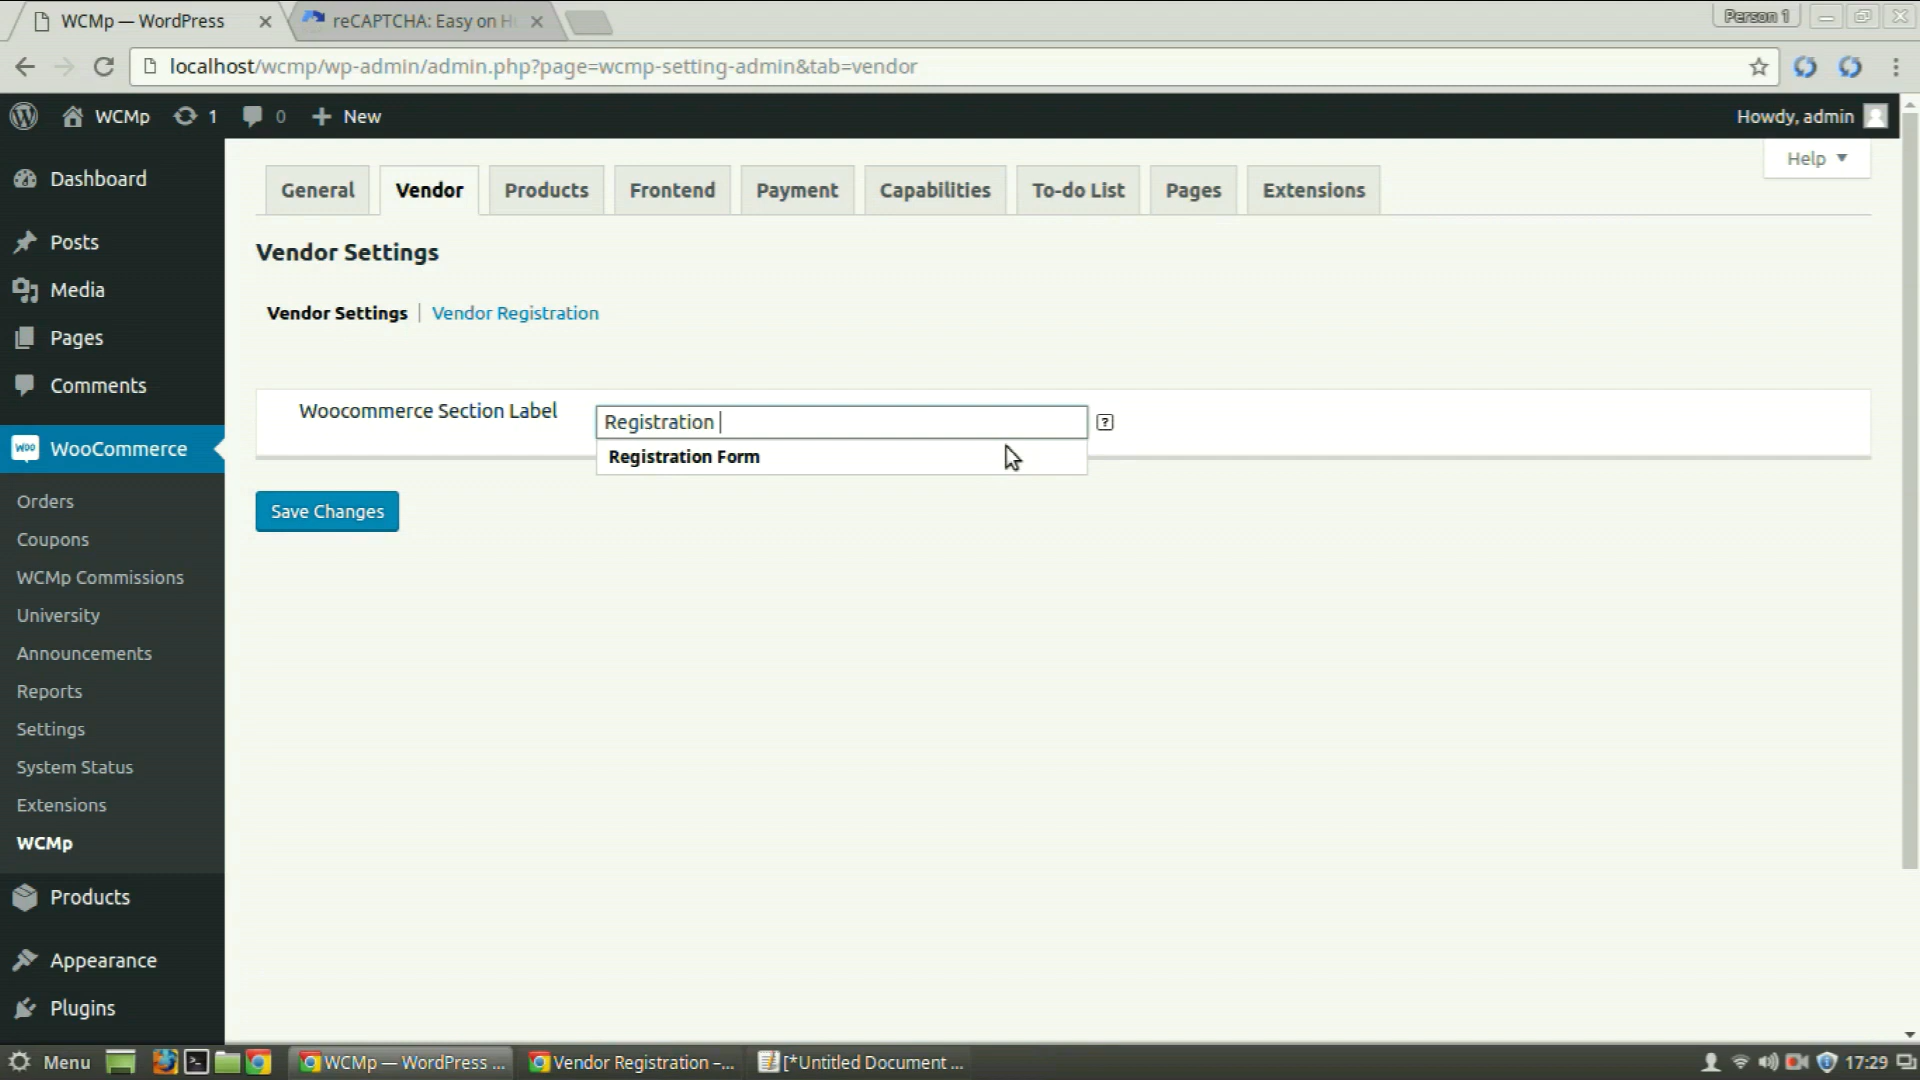 WCMp — WordPress
reCAPTCHA: Easy on H
Person 1
localhost/wcmp/wp-admin/admin.php?page=wcmp-setting-admin&tab=vendor
WCMp 1 0 New
Howdy, admin
Help
Dashboard
Posts
Media
Pages
Comments
WOO WooCommerce
Orders
Coupons
WCMp Commissions
University
Announcements
Reports
Settings
System Status
Extensions
WCMp
Products
Appearance
Plugins
General Vendor Products Frontend Payment Capabilities To-do List Pages Extensions
Vendor Settings
Vendor Settings | Vendor Registration
Woocommerce Section Label
Registration
?
Registration Form
Save Changes
Menu
WCMp — WordPress ...
Vendor Registration –...
[*Untitled Document ...
17:29